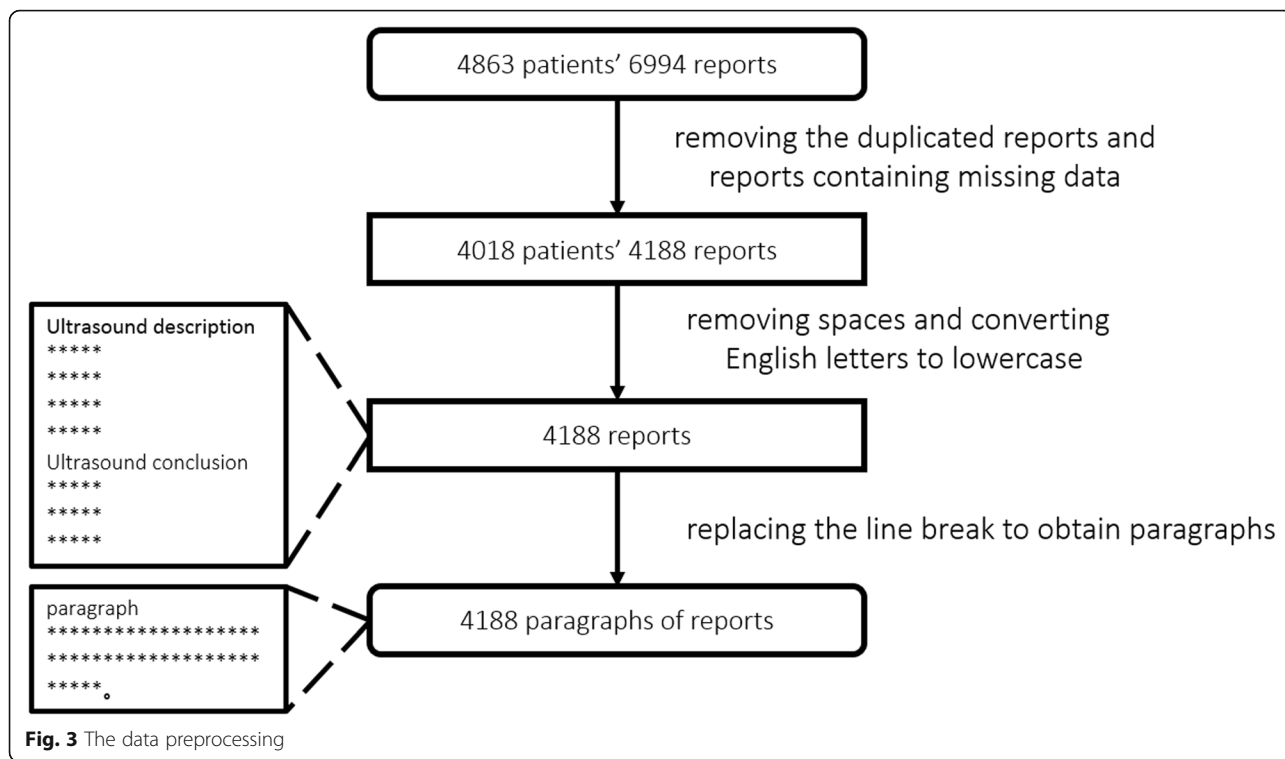 4863 patients’ 6994 reports
removing the duplicated reports and
reports containing missing data
4018 patients’ 4188 reports
removing spaces and converting
English letters to lowercase
Ultrasound description
*****
*****
*****
*****
Ultrasound conclusion
*****
*****
*****
4188 reports
replacing the line break to obtain paragraphs
paragraph
*******************
*******************
*****。
4188 paragraphs of reports
Fig. 3 The data preprocessing